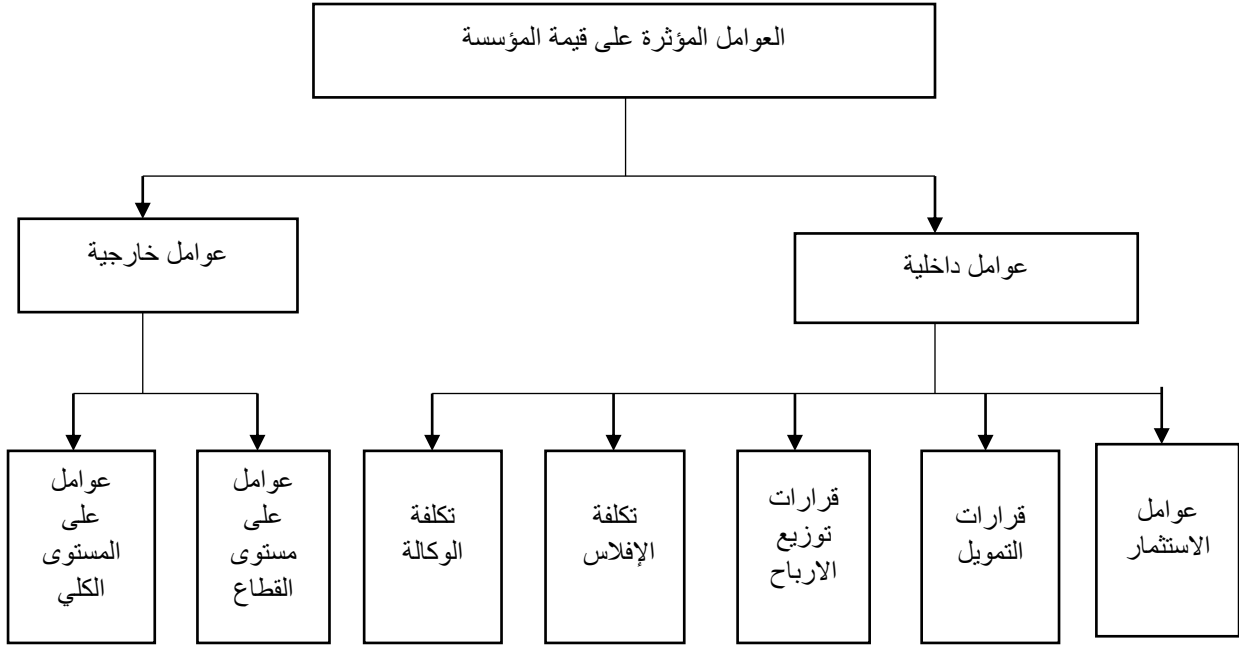 العوامل المؤثرة على قيمة المؤسسة
عوامل داخلية
عوامل خارجية
عوامل
الاستثمار
قرارات
التمويل
قرارات
توزيع
الارباح
تكلفة
الإفلاس
تكلفة
الوكالة
عوامل
على
مستوى
القطاع
عوامل
على
المستوى
الكلي